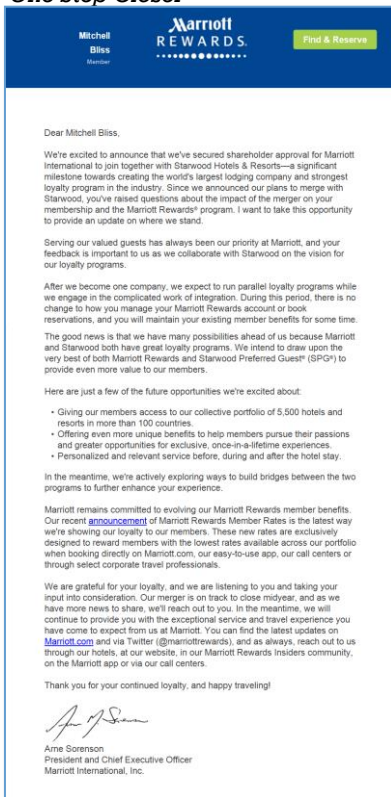 One Stop Global
Mitchell
Bliss
Member
Marriott
REWARDS.
Find & Reserve
Dear Mitchell Bliss,
We're excited to announce that we've secured shareholder approval for Marriott
International to join together with Starwood Hotels & Resorts—a significant
milestone towards creating the world's largest lodging company and strongest
loyalty program in the industry. Since we announced our plans to merge with
Starwood, you've raised questions about the impact of the merger on your
membership and the Marriott Rewards® program. I want to take this opportunity
to provide an update on where we stand.
Serving our valued guests has always been our priority at Marriott, and your
feedback is important to us as we collaborate with Starwood on the vision for
our loyalty programs.
After we become one company, we expect to run parallel loyalty programs while
we engage in the complicated work of integration. During this period, there is no
change to how you manage your Marriott Rewards account or book
reservations, and you will maintain your existing member benefits for some time.
The good news is that we have many possibilities ahead of us because Marriott
and Starwood both have great loyalty programs. We intend to draw upon the
very best of both Marriott Rewards and Starwood Preferred Guest® (SPG®) to
provide even more value to our members.
Here are just a few of the future opportunities we're excited about:
• Giving our members access to our collective portfolio of 5,500 hotels and
resorts in more than 100 countries.
• Offering even more unique benefits to help members pursue their passions
and greater opportunities for exclusive, once-in-a-lifetime experiences.
• Personalized and relevant service before, during and after the hotel stay.
In the meantime, we're actively exploring ways to build bridges between the two
programs to further enhance your experience.
Marriott remains committed to evolving our Marriott Rewards member benefits.
Our recent announcement of Marriott Rewards Member Rates is the latest way
we're showing our loyalty to our members. These new rates are exclusively
designed to reward members with the lowest rates available across our portfolio
when booking directly on Marriott.com, our easy-to-use app, our call centers or
through select corporate travel professionals.
We are grateful for your loyalty, and we are listening to you and taking your
input into consideration. Our merger is on track to close midyear, and as we
have more news to share, we'll reach out to you. In the meantime, we will
continue to provide you with the exceptional service and travel experience you
have come to expect from us at Marriott. You can find the latest updates on
Marriott.com and via Twitter (@marriottrewards), and as always, reach out to us
through our hotels, at our website, in our Marriott Rewards Insiders community,
on the Marriott app or via our call centers.
Thank you for your continued loyalty, and happy traveling!
Arne Sorenson
President and Chief Executive Officer
Marriott International, Inc.